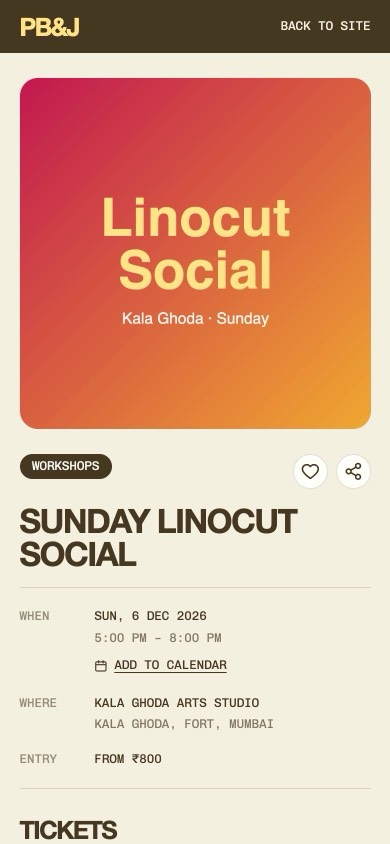 PB&J
BACK TO SITE
Linocut
Social
Kala Ghoda · Sunday
WORKSHOPS
SUNDAY LINOCUT
SOCIAL
WHEN
SUN, 6 DEC 2026
5:00 PM – 8:00 PM
ADD TO CALENDAR
WHERE
KALA GHODA ARTS STUDIO
KALA GHODA, FORT, MUMBAI
ENTRY
FROM ₹800
TICKETS